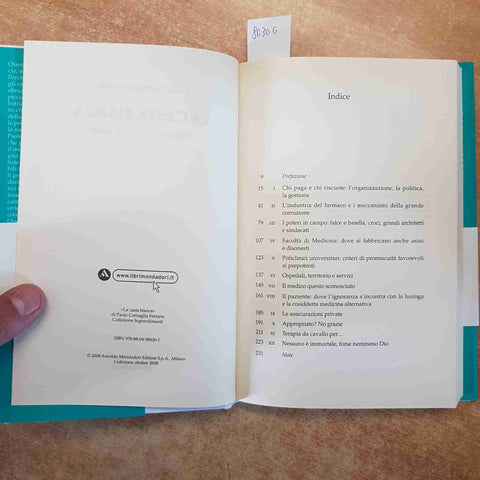 8030 G
www.librimondadori.it
«La casta bianca»
di Paolo Cornaglia Ferraris
Collezione Ingrandimenti
ISBN 978-88-04-58626-1
© 2008 Arnoldo Mondadori Editore S.p.A., Milano
I edizione ottobre 2008
Indice
9 Prefazione
15 I Chi paga e chi riscuote: l'organizzazione, la politica,
la gestione
41 II L'industria del farmaco e i meccanismi della grande
corruzione
79 III I poteri in campo: falce e barella, croci, grandi architetti
e sindacati
107 IV Facoltà di Medicina: dove si fabbricano anche asini
e disonesti
123 V Policlinici universitari: criteri di promiscuità favorevoli
ai prepotenti
137 VI Ospedali, territorio e servizi
149 VII Il medico questo sconosciuto
161 VIII Il paziente: dove l'ignoranza s'incontra con la lusinga
e la cosiddetta medicina alternativa
185 IX Le assicurazioni private
191 X Appropriato? No grazie
211 XI Terapia da cavallo per...
223 XII Nessuno è immortale, forse nemmeno Dio
231 Note